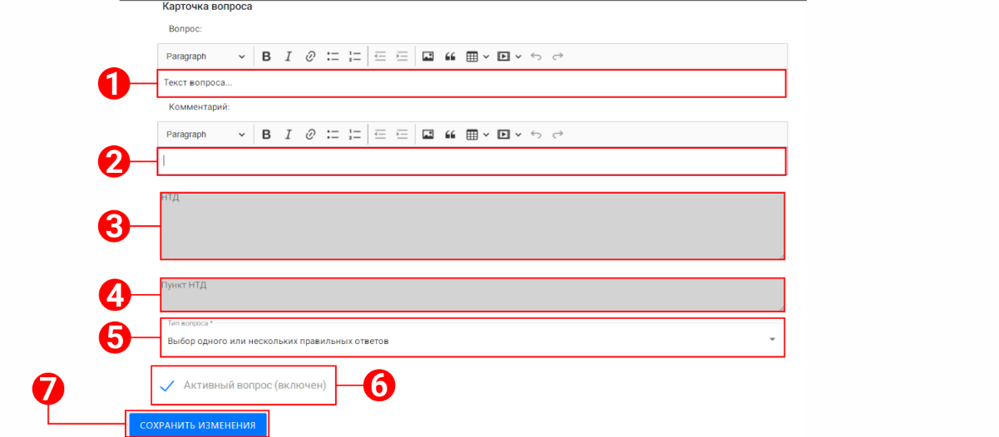 Карточка вопроса
Вопрос:
Paragraph
1
Текст вопроса...
Комментарий:
Paragraph
2
НТД
3
Пункт НТД
4
Тип вопроса *
5
Выбор одного или нескольких правильных ответов
Активный вопрос (включен)
6
7
СОХРАНИТЬ ИЗМЕНЕНИЯ